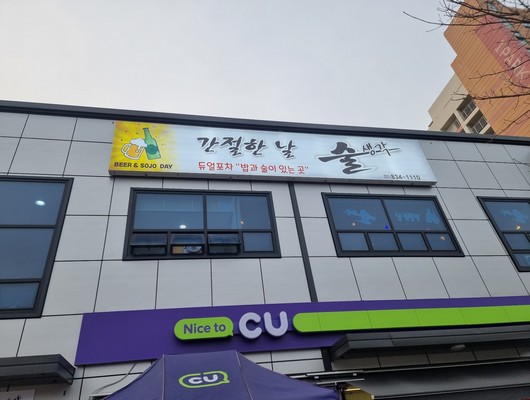 간절한 날 술생각
BEER & SOJO DAY
듀얼포차 "밥과 술이 있는 곳"
834-1110
Nice to CU
CU